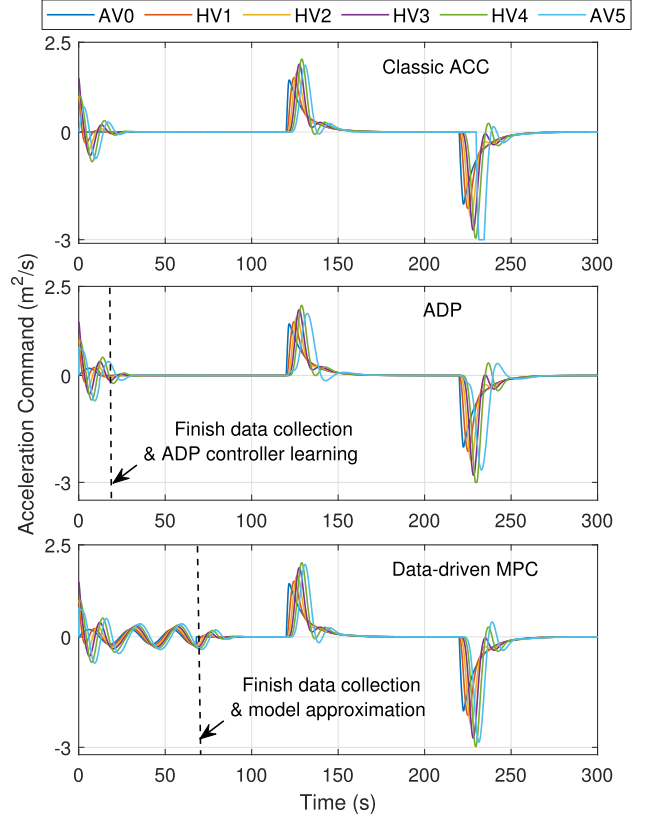 AV0 HV1 HV2 HV3 HV4 AV5
Classic ACC
2.5
0
-3
0 50 100 150 200 250 300
ADP
2.5
0
Finish data collection
& ADP controller learning
-3
0 50 100 150 200 250 300
Data-driven MPC
2.5
0
Finish data collection
& model approximation
-3
0 50 100 150 200 250 300
Time (s)
Acceleration Command (m²/s)